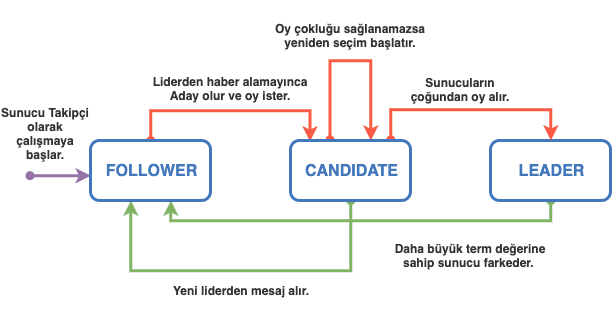 Oy çokluğu sağlanamazsa
yeniden seçim başlatır.
Liderden haber alamayınca
Aday olur ve oy ister.
Sunucuların
çoğundan oy alır.
Sunucu Takipçi
olarak
çalışmaya
başlar.
FOLLOWER
CANDIDATE
LEADER
Daha büyük term değerine
sahip sunucu farkeder.
Yeni liderden mesaj alır.